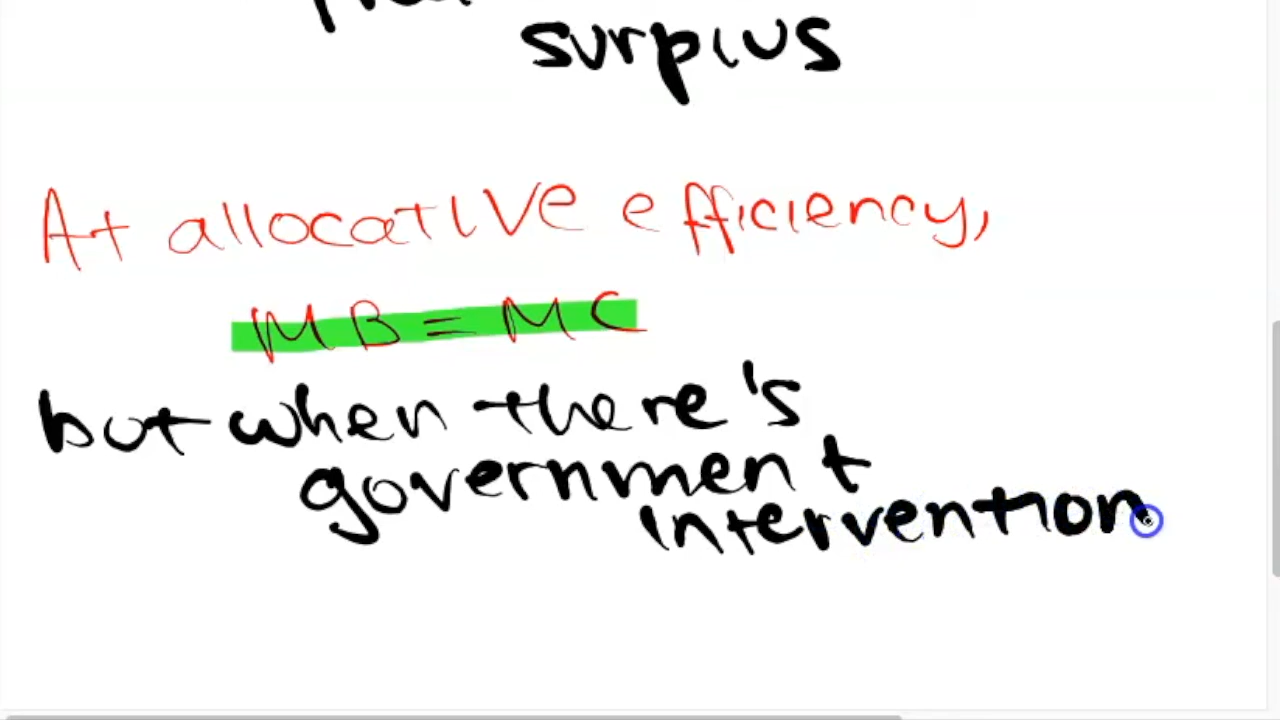 surplus
At allocative efficiency,
MB = MC
but when there's
government
intervention